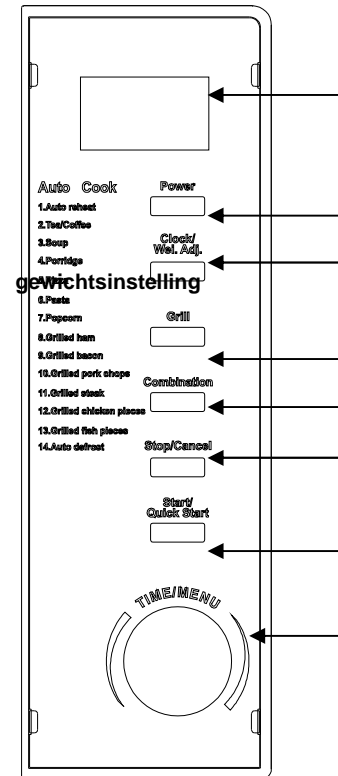 Auto Cook
1.Auto reheat
2.Tea/Coffee
3.Soup
4.Porridge
gewichtsinstelling
6.Pasta
7.Popcorn
8.Grilled ham
9.Grilled bacon
10.Grilled pork chops
11.Grilled steak
12.Grilled chicken pieces
13.Grilled fish pieces
14.Auto defrost
Power
Clock/
Wei. Adj.
Grill
Combination
Stop/Cancel
Start/
Quick Start
TIME/MENU